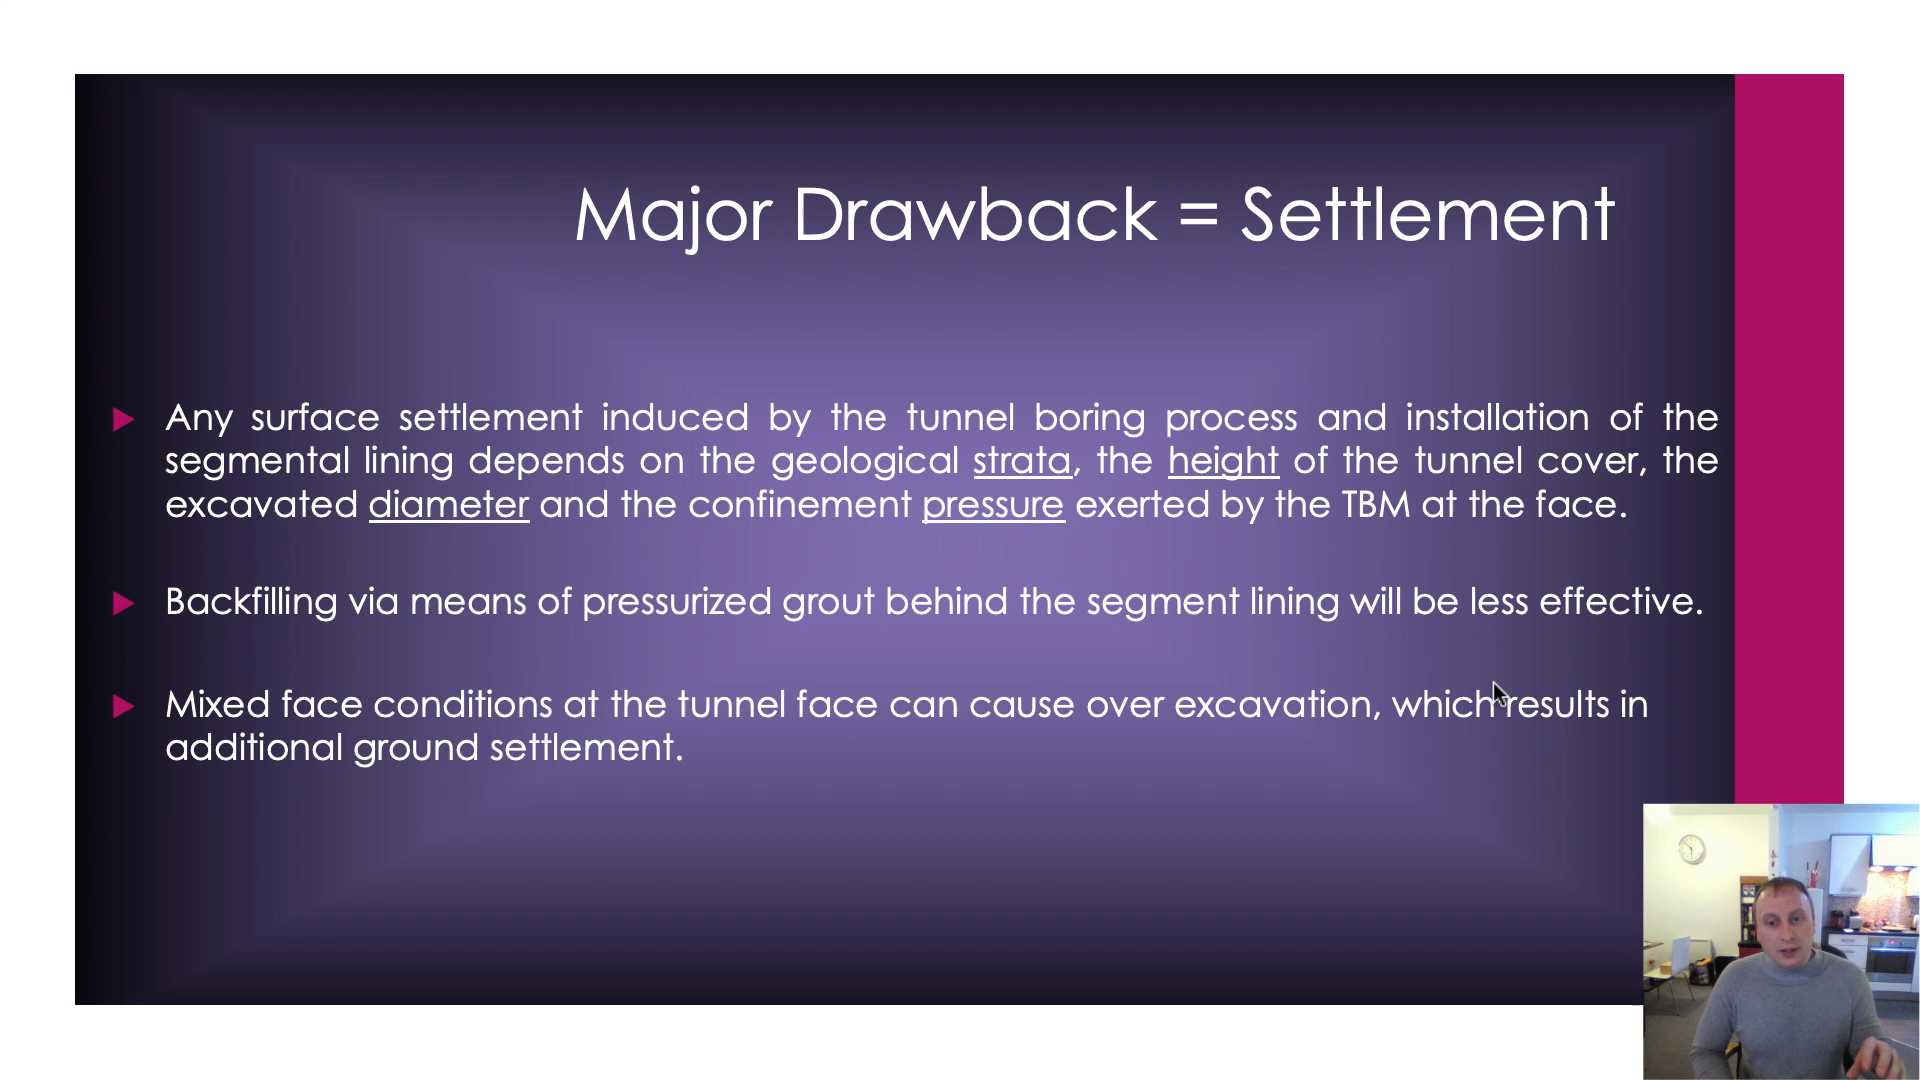 Major Drawback = Settlement
Any surface settlement induced by the tunnel boring process and installation of the
segmental lining depends on the geological strata, the height of the tunnel cover, the
excavated diameter and the confinement pressure exerted by the TBM at the face.
Backfilling via means of pressurized grout behind the segment lining will be less effective.
Mixed face conditions at the tunnel face can cause over excavation, which results in
additional ground settlement.